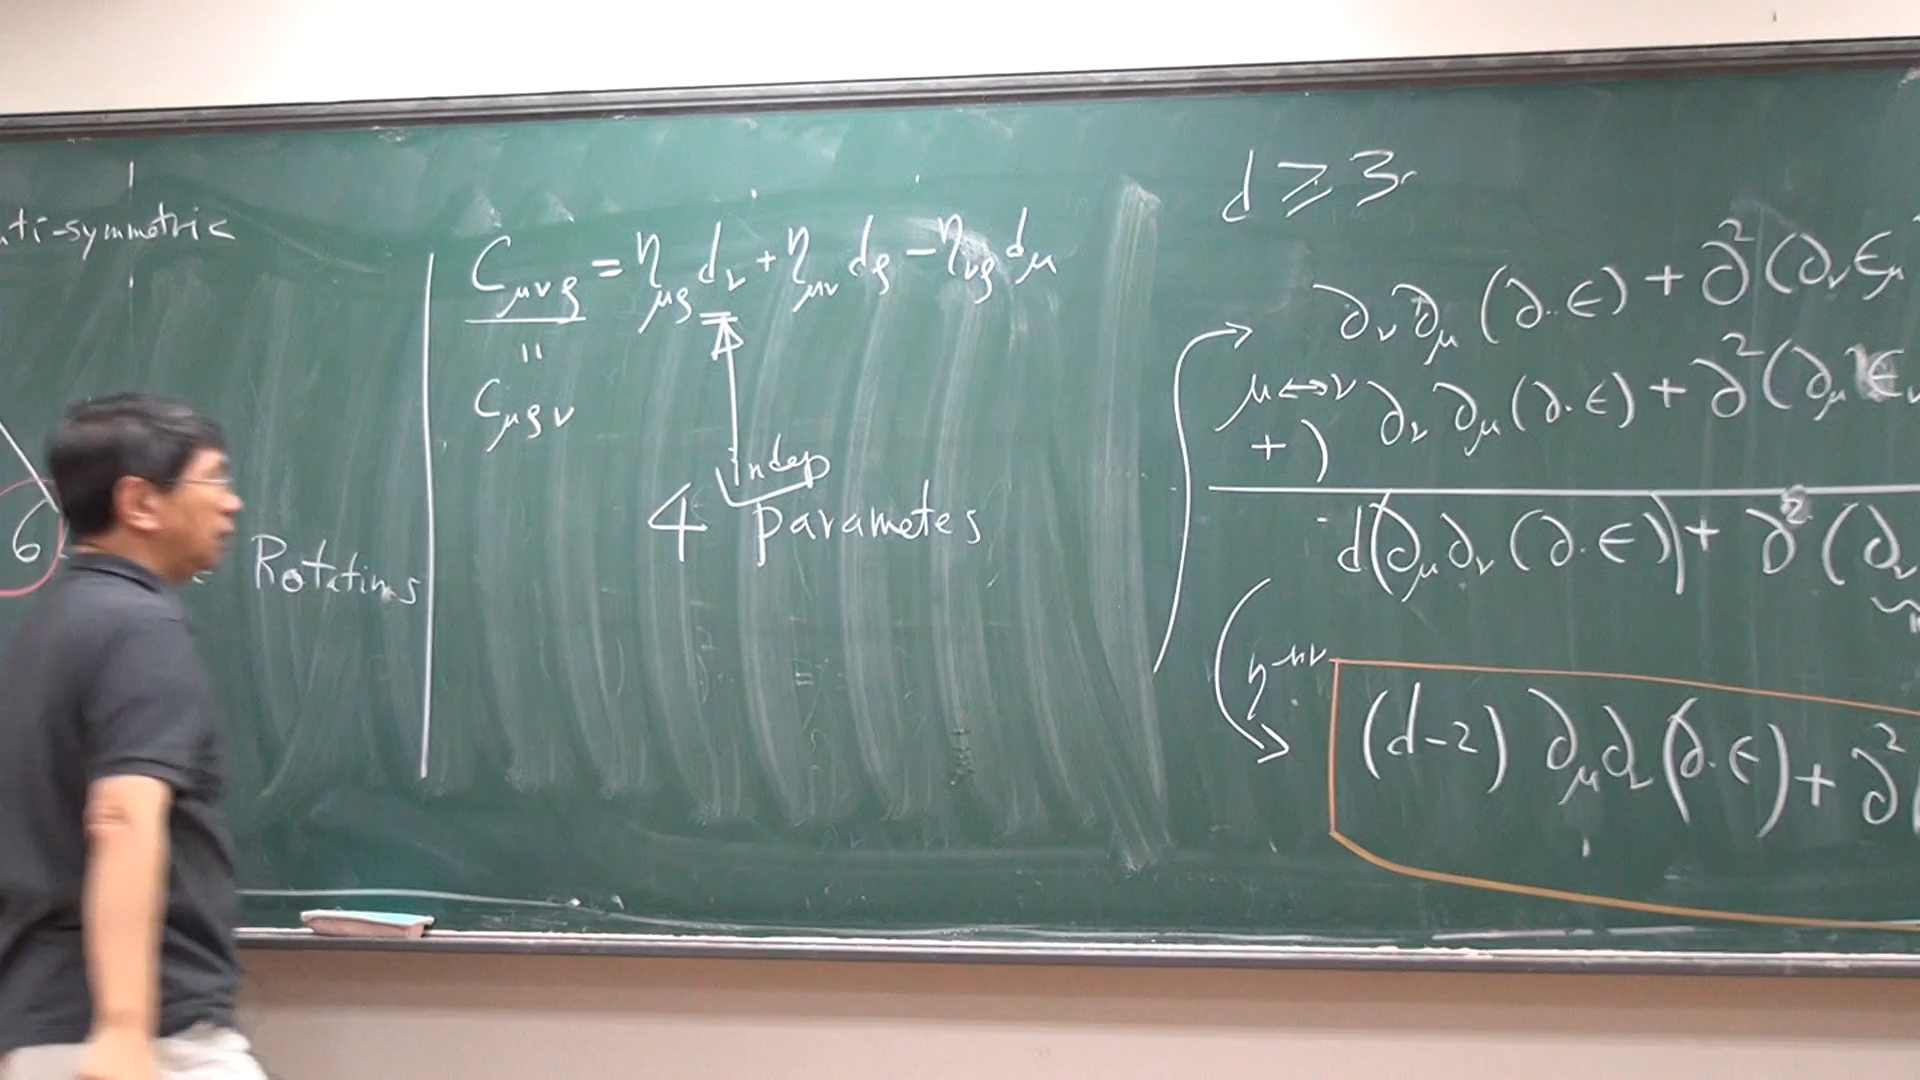 nti-symmetric
6
Rotations
C_{μνρ} = η_{μρ} d_ν + η_{μν} d_ρ − η_{νρ} d_μ
"
C_{μρν}
indep
4 parametes
d ≥ 3
∂_ν ∂_μ (∂·ϵ) + ∂² (∂_ν ϵ_μ
μ↔ν ∂_ν ∂_μ (∂·ϵ) + ∂² (∂_μ ϵ_ν
+ )
d(∂_μ ∂_ν (∂·ϵ)) + ∂² (∂_ν
η^{μν}
(d−2) ∂_μ ∂_ν (∂·ϵ) + ∂² (